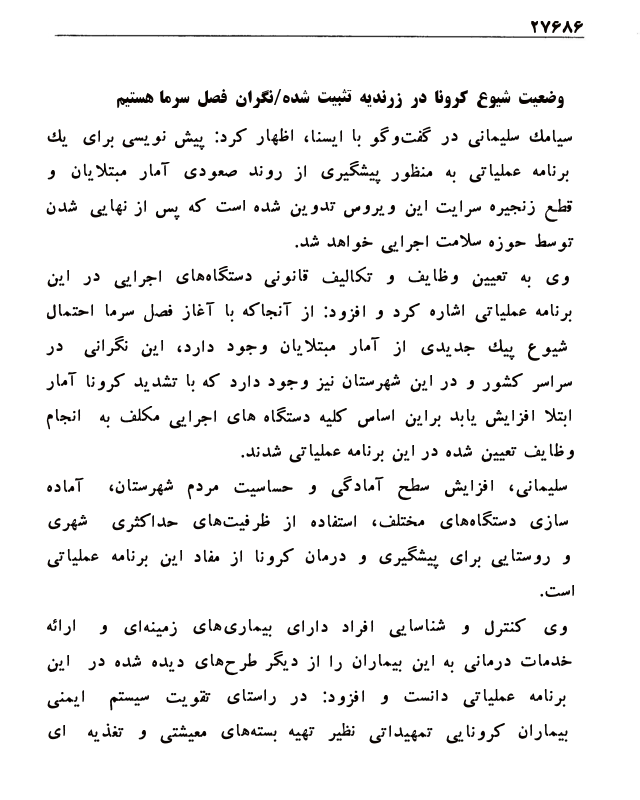 ۲۷۶۸۶
وضعیت شیوع کرونا در زرندیه تثبیت شده/نگران فصل سرما هستیم
سیامك سلیمانی در گفت‌وگو با ایسنا، اظهار کرد: پیش نویسی برای یك
برنامه عملیاتی به منظور پیشگیری از روند صعودی آمار مبتلایان و
قطع زنجیره سرایت این ویروس تدوین شده است که پس از نهایی شدن
توسط حوزه سلامت اجرایی خواهد شد.
وی به تعیین وظایف و تکالیف قانونی دستگاه‌های اجرایی در این
برنامه عملیاتی اشاره کرد و افزود: از آنجاکه با آغاز فصل سرما احتمال
شیوع پیك جدیدی از آمار مبتلایان وجود دارد، این نگرانی در
سراسر کشور و در این شهرستان نیز وجود دارد که با تشدید کرونا آمار
ابتلا افزایش یابد براین اساس کلیه دستگاه های اجرایی مکلف به انجام
وظایف تعیین شده در این برنامه عملیاتی شدند.
سلیمانی، افزایش سطح آمادگی و حساسیت مردم شهرستان، آماده
سازی دستگاه‌های مختلف، استفاده از ظرفیت‌های حداکثری شهری
و روستایی برای پیشگیری و درمان کرونا از مفاد این برنامه عملیاتی
است.
وی کنترل و شناسایی افراد دارای بیماری‌های زمینه‌ای و ارائه
خدمات درمانی به این بیماران را از دیگر طرح‌های دیده شده در این
برنامه عملیاتی دانست و افزود: در راستای تقویت سیستم ایمنی
بیماران کرونایی تمهیداتی نظیر تهیه بسته‌های معیشتی و تغذیه ای